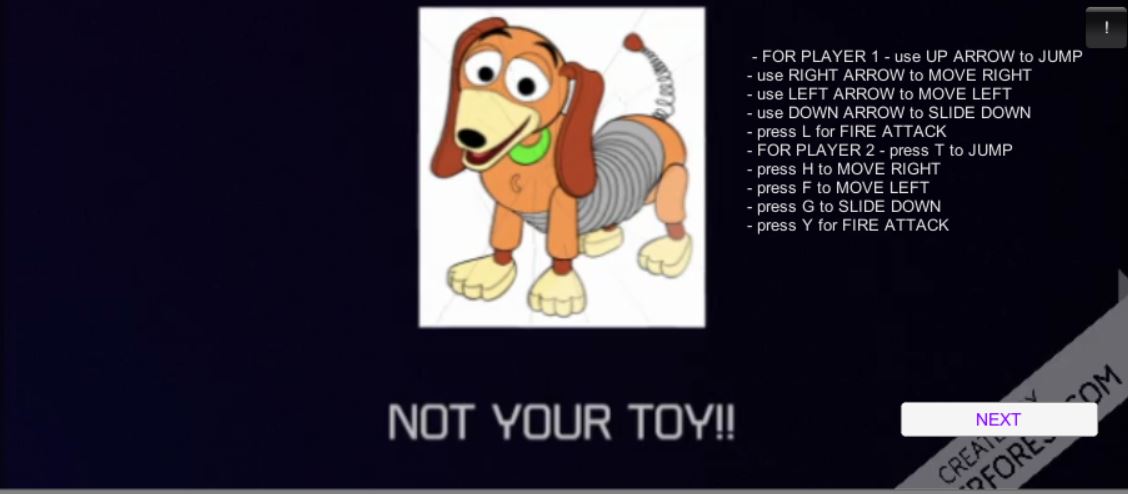 !
- FOR PLAYER 1 - use UP ARROW to JUMP
- use RIGHT ARROW to MOVE RIGHT
- use LEFT ARROW to MOVE LEFT
- use DOWN ARROW to SLIDE DOWN
- press L for FIRE ATTACK
- FOR PLAYER 2 - press T to JUMP
- press H to MOVE RIGHT
- press F to MOVE LEFT
- press G to SLIDE DOWN
- press Y for FIRE ATTACK
NOT YOUR TOY!!
NEXT